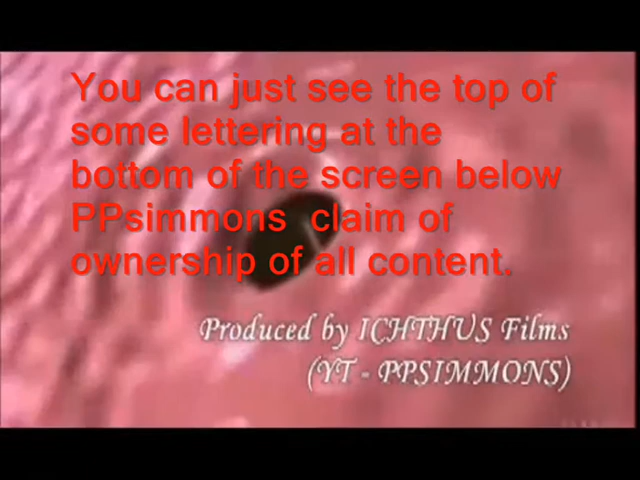 You can just see the top of
some lettering at the
bottom of the screen below
PPsimmons claim of
ownership of all content.
Produced by ICHTHUS Films
(YT - PPSIMMONS)